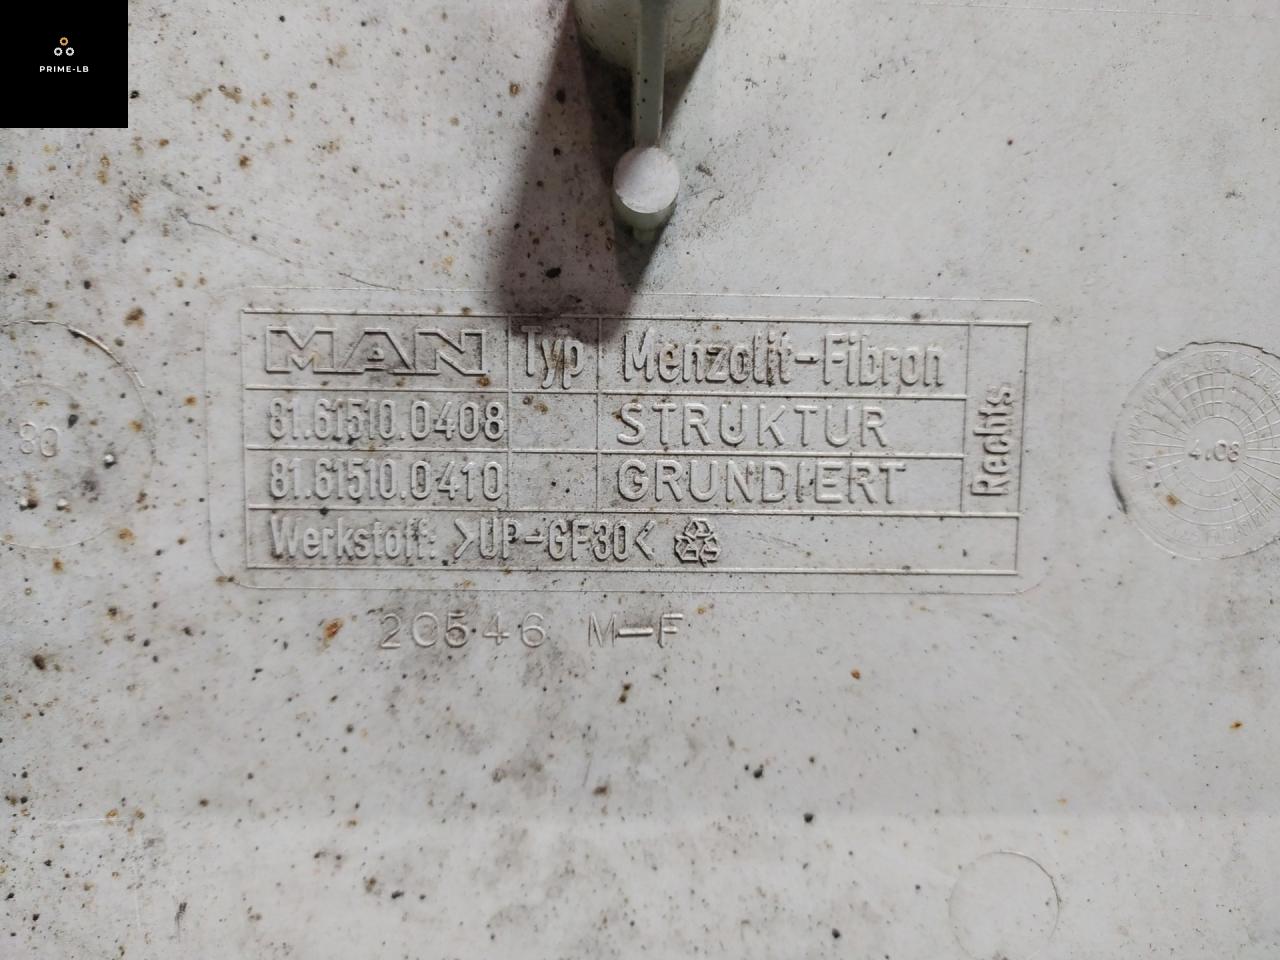 PRIME-LB
MAN Typ Menzolit-Fibron
81.61510.0408 STRUKTUR
81.61510.0410 GRUNDIERT
Rechts
Werkstoff: >UP-GF30<
20546 M-F
80
4.08